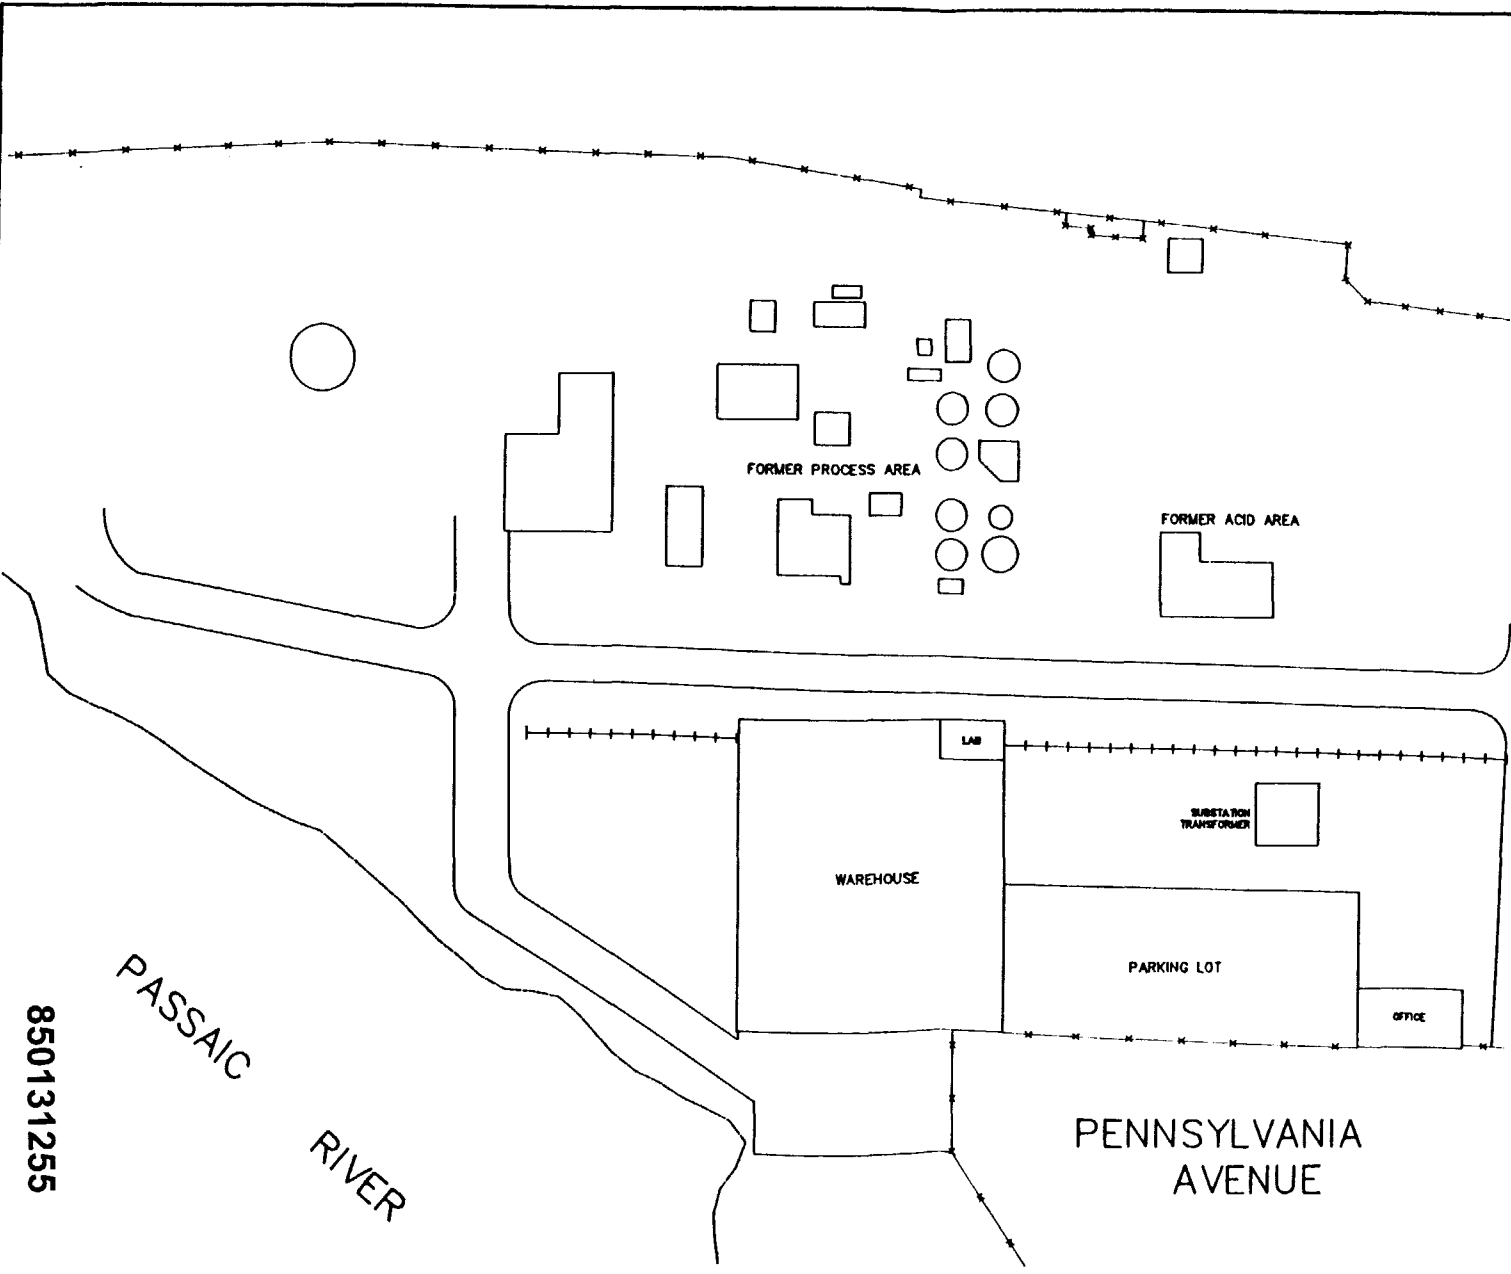 FORMER PROCESS AREA
FORMER ACID AREA
LAB
SUBSTATION
TRANSFORMER
WAREHOUSE
PARKING LOT
OFFICE
PASSAIC
RIVER
PENNSYLVANIA
AVENUE
850131255